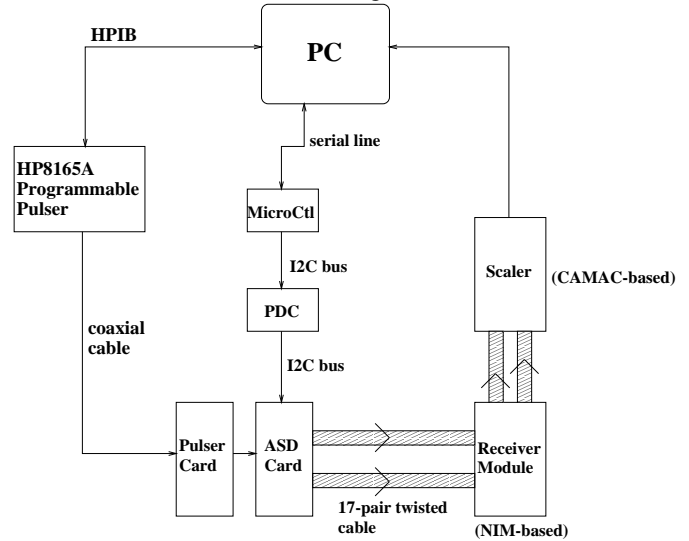 HPIB
PC
serial line
HP8165A
Programmable
Pulser
MicroCtl
I2C bus
Scaler
(CAMAC-based)
PDC
coaxial
cable
I2C bus
Pulser
Card
ASD
Card
Receiver
Module
17-pair twisted
cable
(NIM-based)